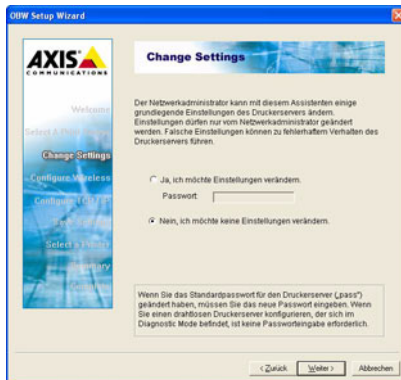 OBW Setup Wizard
AXIS
COMMUNICATIONS
Change Settings
Welcome
Change Settings
Configure Wireless
Der Netzwerkadministrator kann mit diesem Assistenten einige
grundlegende Einstellungen des Druckerservers ändern.
Einstellungen dürfen nur vom Netzwerkadministrator geändert
werden. Falsche Einstellungen können zu fehlerhaftem Verhalten des
Druckerservers führen.
Ja, ich möchte Einstellungen verändern.
Passwort
Nein, ich möchte keine Einstellungen verändern.
Wenn Sie das Standardpasswort für den Druckerserver („pass")
geändert haben, müssen Sie das neue Passwort eingeben. Wenn
Sie einen drahtlosen Druckerserver konfigurieren, der sich im
Diagnostic Mode befindet, ist keine Passworteingabe erforderlich.
< Zurück
Weiter >
Abbrechen